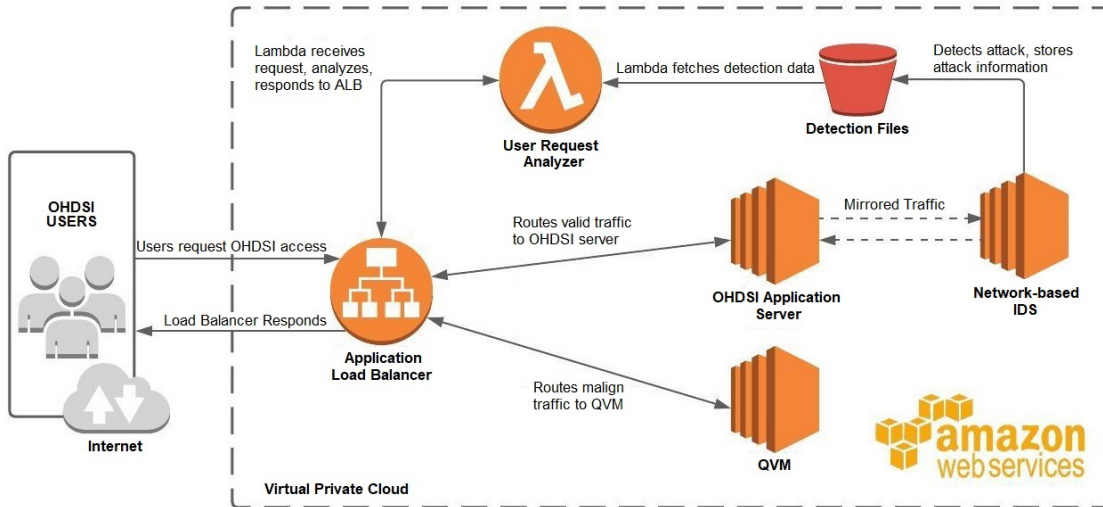 Lambda receives
request, analyzes,
responds to ALB
Lambda fetches detection data
Detects attack, stores
attack information
User Request
Analyzer
Detection Files
OHDSI
USERS
Users request OHDSI access
Routes valid traffic
to OHDSI server
Mirrored Traffic
Load Balancer Responds
OHDSI Application
Server
Network-based
IDS
Application
Load Balancer
Routes malign
traffic to QVM
Internet
QVM
amazon
web services
Virtual Private Cloud